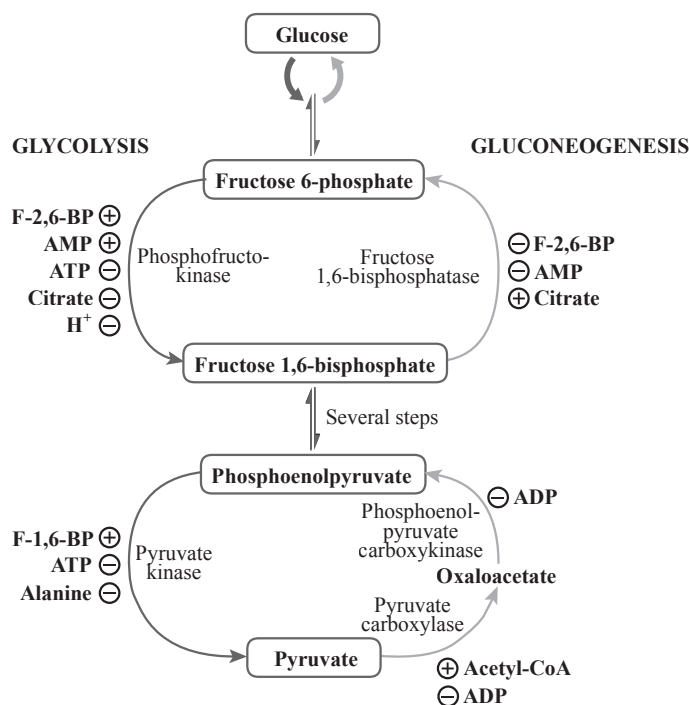 Glucose
GLYCOLYSIS
GLUCONEOGENESIS
Fructose 6-phosphate
F-2,6-BP +
AMP +
ATP −
Citrate −
H+ −
Phosphofructo-
kinase
Fructose
1,6-bisphosphatase
− F-2,6-BP
− AMP
+ Citrate
Fructose 1,6-bisphosphate
Several steps
Phosphoenolpyruvate
F-1,6-BP +
ATP −
Alanine −
Pyruvate
kinase
− ADP
Phosphoenol-
pyruvate
carboxykinase
Oxaloacetate
Pyruvate
carboxylase
Pyruvate
+ Acetyl-CoA
− ADP